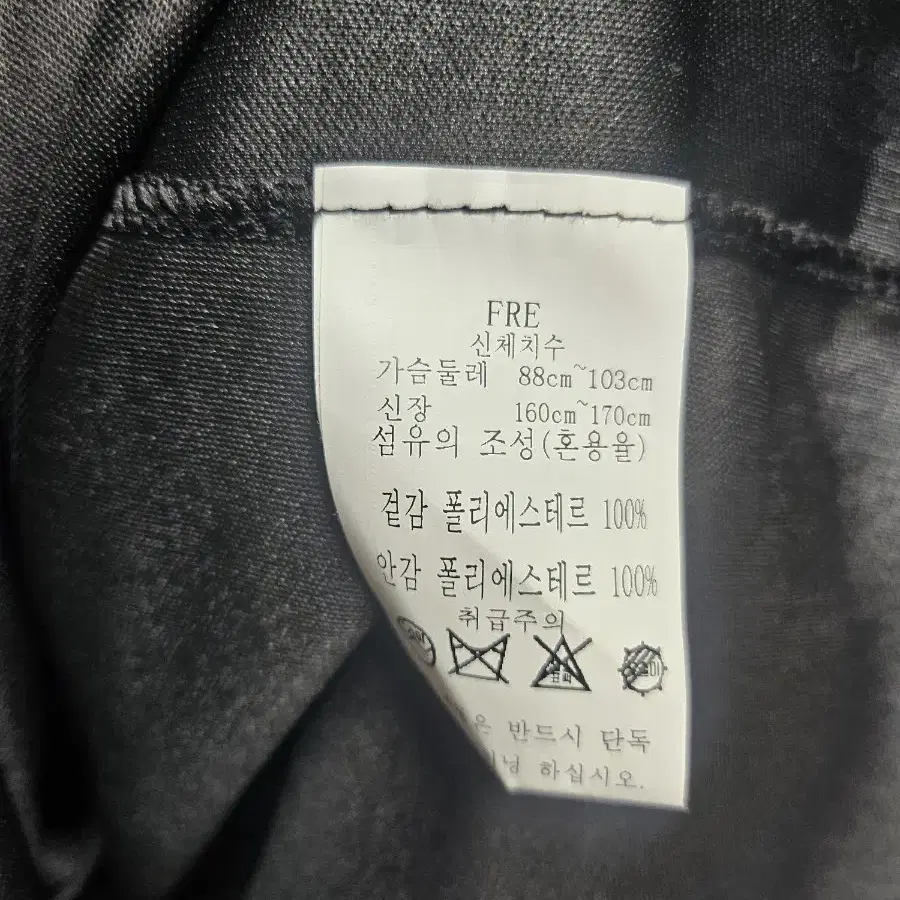 FRE
신체치수
가슴둘레 88cm~103cm
신장 160cm~170cm
섬유의 조성(혼용율)
겉감 폴리에스테르 100%
안감 폴리에스테르 100%
취급주의
은 반드시 단독
하십시오.